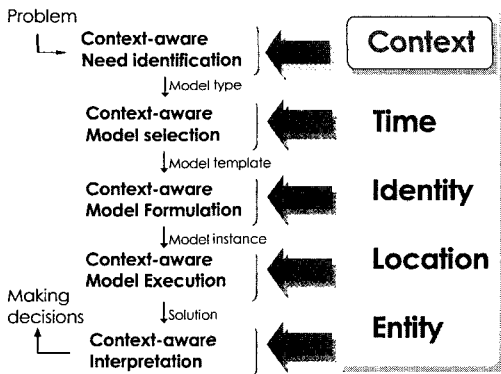 Problem
Context-aware
Need identification
Model type
Context-aware
Model selection
Model template
Context-aware
Model Formulation
Model instance
Context-aware
Model Execution
Solution
Making
decisions
Context-aware
Interpretation
Context
Time
Identity
Location
Entity